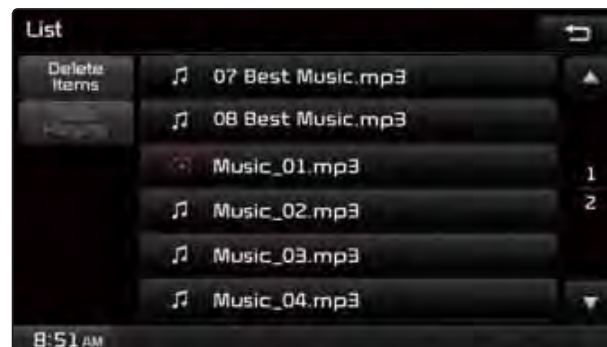 List
Delete
Items
07 Best Music.mp3
08 Best Music.mp3
Music_01.mp3
Music_02.mp3
Music_03.mp3
Music_04.mp3
1
2
8:51 AM